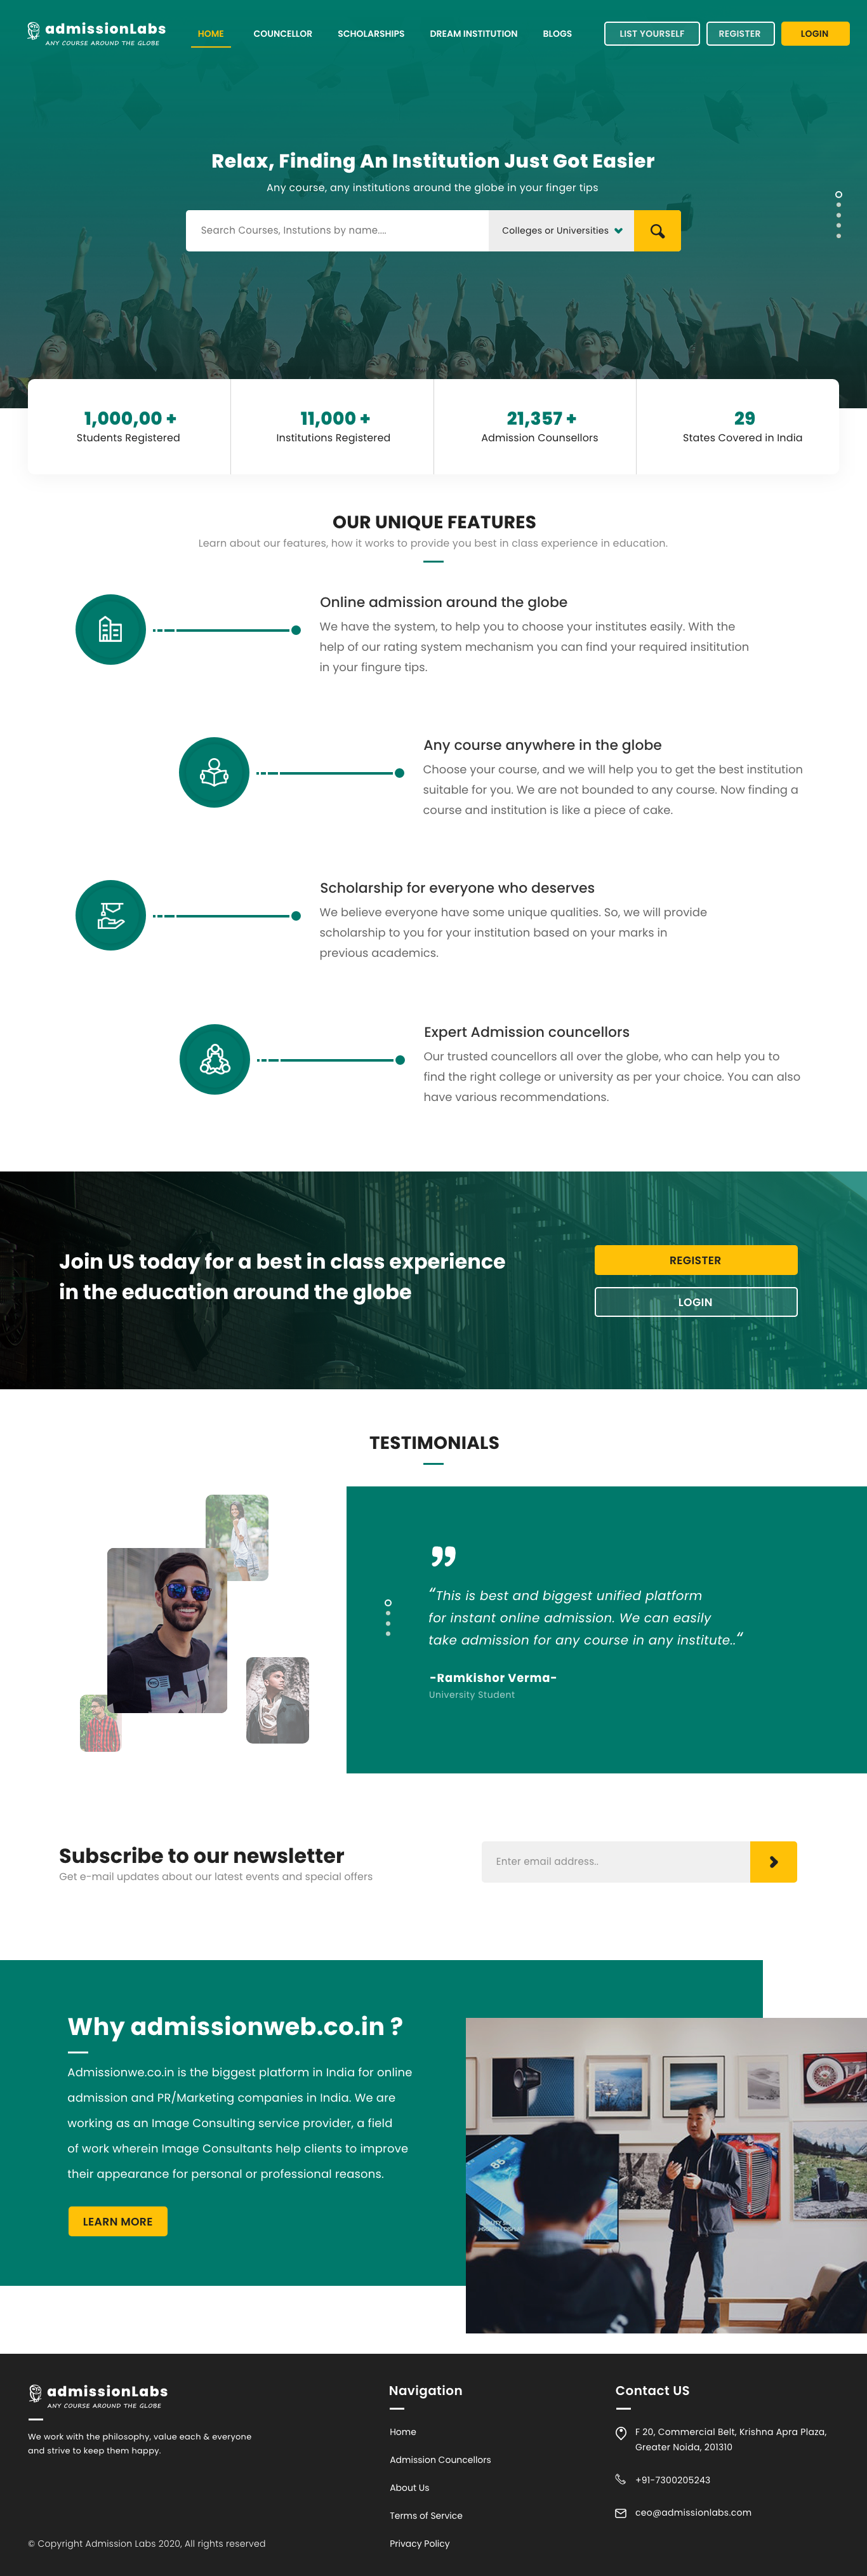 admissionLabs
ANY COURSE AROUND THE GLOBE
HOME
COUNCELLOR
SCHOLARSHIPS
DREAM INSTITUTION
BLOGS
LIST YOURSELF
REGISTER
LOGIN
Relax, Finding An Institution Just Got Easier
Any course, any institutions around the globe in your finger tips
Search Courses, Instutions by name....
Colleges or Universities
1,000,00 +
Students Registered
11,000 +
Institutions Registered
21,357 +
Admission Counsellors
29
States Covered in India
OUR UNIQUE FEATURES
Learn about our features, how it works to provide you best in class experience in education.
Online admission around the globe
We have the system, to help you to choose your institutes easily. With the
help of our rating system mechanism you can find your required insititution
in your fingure tips.
Any course anywhere in the globe
Choose your course, and we will help you to get the best institution
suitable for you. We are not bounded to any course. Now finding a
course and institution is like a piece of cake.
Scholarship for everyone who deserves
We believe everyone have some unique qualities. So, we will provide
scholarship to you for your institution based on your marks in
previous academics.
Expert Admission councellors
Our trusted councellors all over the globe, who can help you to
find the right college or university as per your choice. You can also
have various recommendations.
Join US today for a best in class experience
in the education around the globe
REGISTER
LOGIN
TESTIMONIALS
”
“This is best and biggest unified platform
for instant online admission. We can easily
take admission for any course in any institute..“
-Ramkishor Verma-
University Student
Subscribe to our newsletter
Get e-mail updates about our latest events and special offers
Enter email address..
Why admissionweb.co.in ?
Admissionwe.co.in is the biggest platform in India for online
admission and PR/Marketing companies in India. We are
working as an Image Consulting service provider, a field
of work wherein Image Consultants help clients to improve
their appearance for personal or professional reasons.
LEARN MORE
admissionLabs
ANY COURSE AROUND THE GLOBE
We work with the philosophy, value each & everyone
and strive to keep them happy.
© Copyright Admission Labs 2020, All rights reserved
Navigation
Home
Admission Councellors
About Us
Terms of Service
Privacy Policy
Contact US
F 20, Commercial Belt, Krishna Apra Plaza,
Greater Noida, 201310
+91-7300205243
ceo@admissionlabs.com